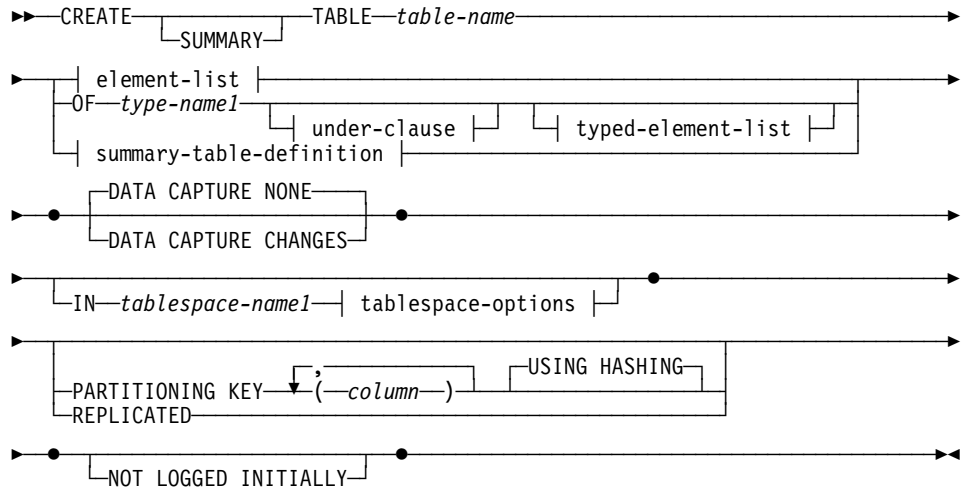 CREATE SUMMARY TABLE table-name
element-list
OF type-name1 under-clause typed-element-list
summary-table-definition
DATA CAPTURE NONE
DATA CAPTURE CHANGES
IN tablespace-name1 tablespace-options
, USING HASHING
PARTITIONING KEY ( column )
REPLICATED
NOT LOGGED INITIALLY